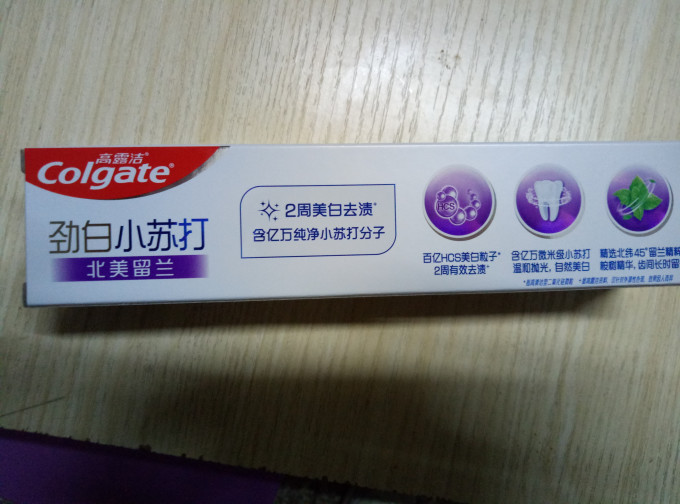 高露洁®
Colgate®
劲白小苏打
北美留兰
2周美白去渍*
含亿万纯净小苏打分子
HCS
百亿HCS美白粒子*
2周有效去渍*
含亿万微米级小苏打
温和抛光，自然美白
精选北纬45°留兰精粹